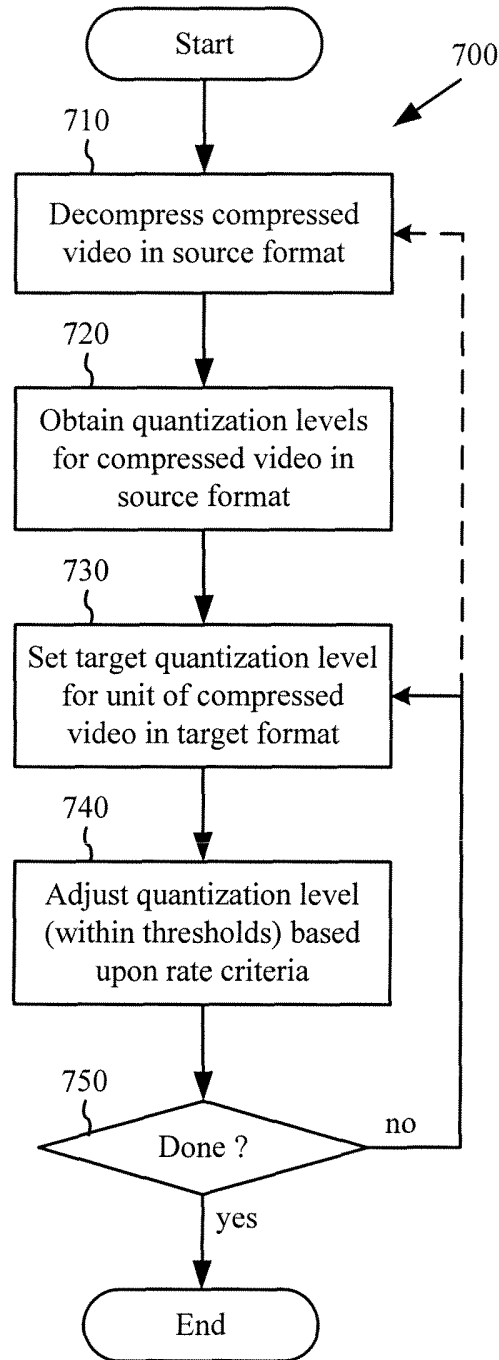 Start
700
710
Decompress compressed
video in source format
720
Obtain quantization levels
for compressed video in
source format
730
Set target quantization level
for unit of compressed
video in target format
740
Adjust quantization level
(within thresholds) based
upon rate criteria
750
Done ?
no
yes
End